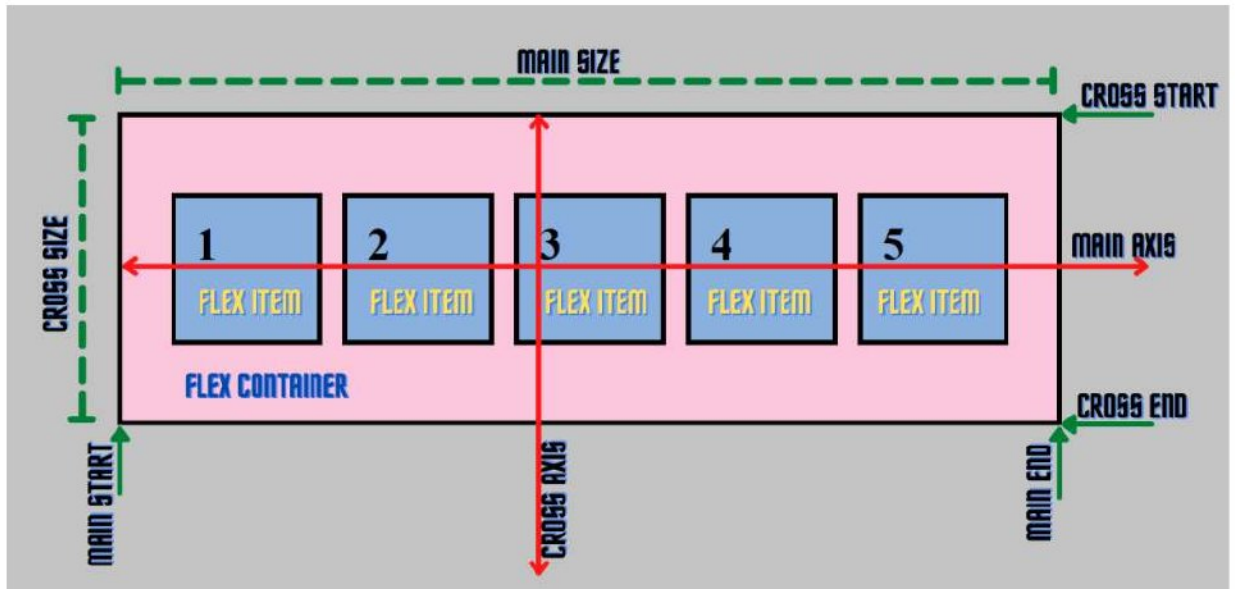 MAIN SIZE
CROSS START
CROSS SIZE
1
2
3
4
5
MAIN AXIS
FLEX ITEM
FLEX ITEM
FLEX ITEM
FLEX ITEM
FLEX ITEM
FLEX CONTAINER
CROSS END
MAIN START
CROSS AXIS
MAIN END